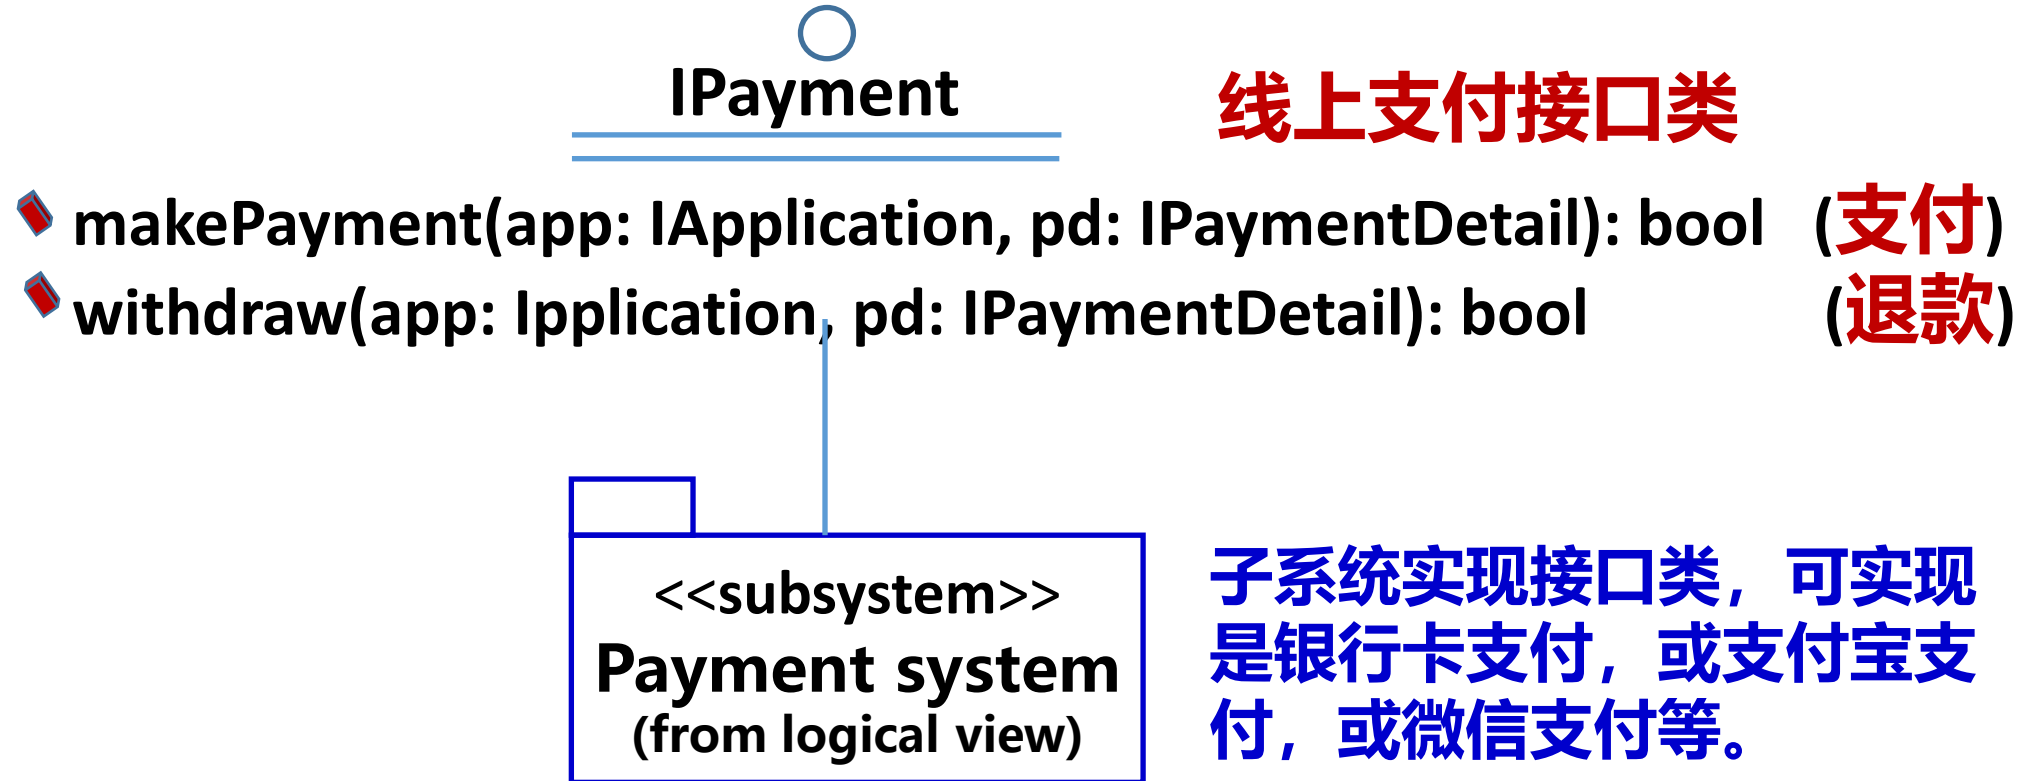 IPayment
线上支付接口类
makePayment(app: IApplication, pd: IPaymentDetail): bool (支付)
withdraw(app: Ipplication, pd: IPaymentDetail): bool (退款)
<<subsystem>>
Payment system
(from logical view)
子系统实现接口类，可实现
是银行卡支付，或支付宝支
付，或微信支付等。